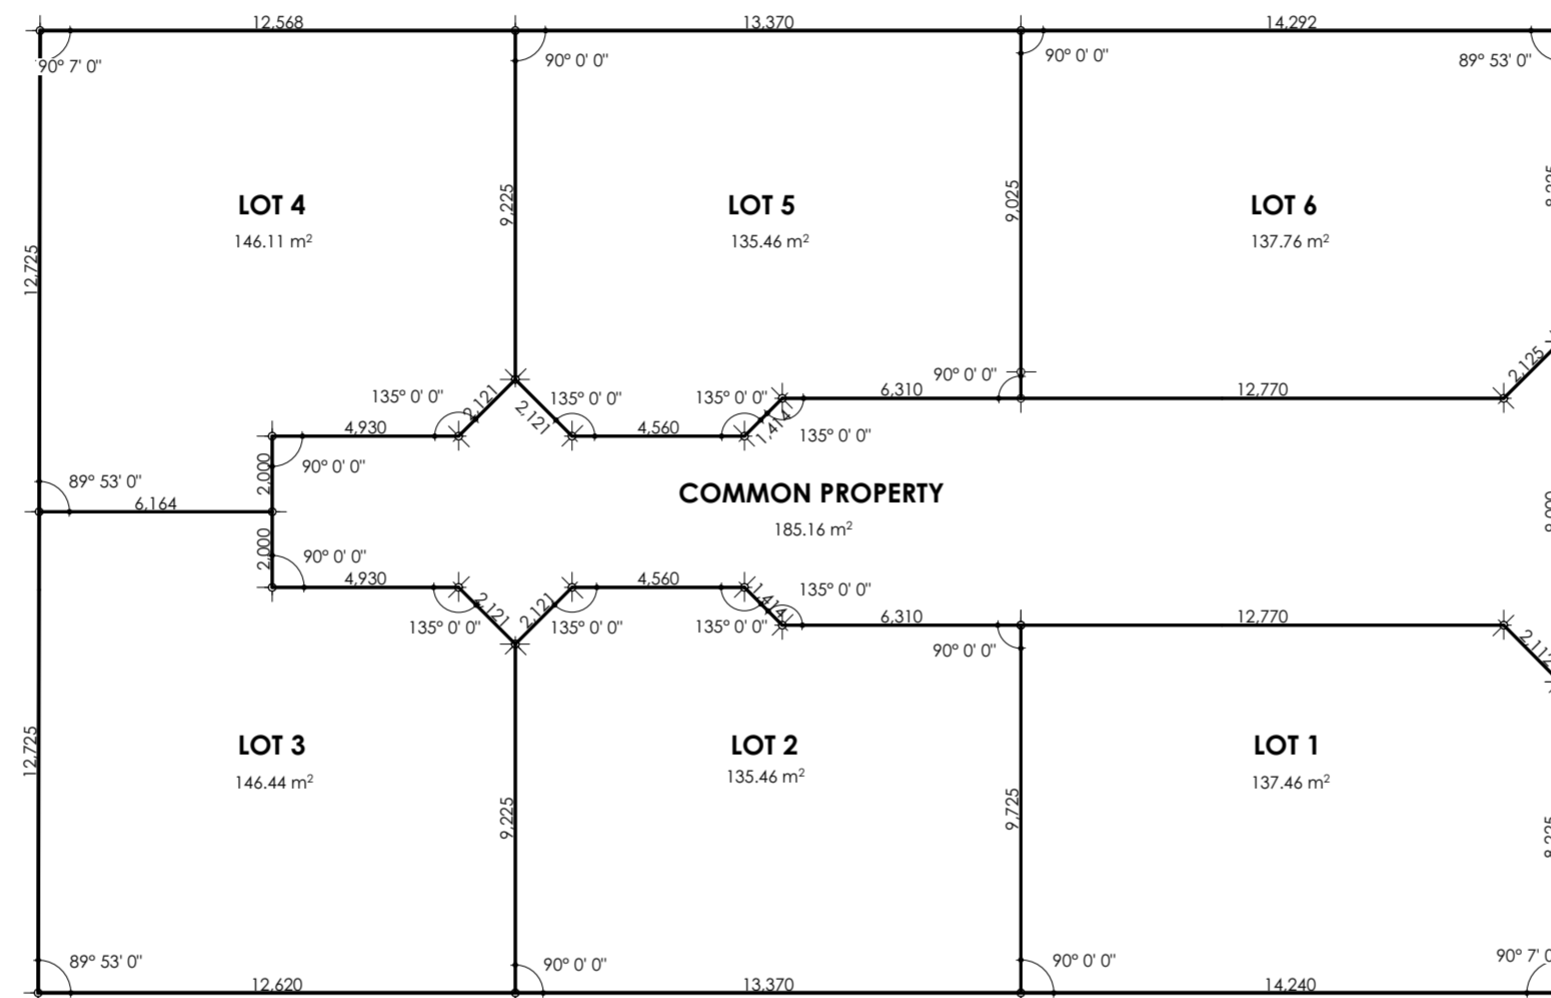 12,568
13,370
14,292
90° 7' 0"
90° 0' 0"
90° 0' 0"
89° 53' 0"
12,725
9,225
9,025
LOT 4
146.11 m²
LOT 5
135.46 m²
LOT 6
137.76 m²
2,125
135° 0' 0"
2,121
2,121
135° 0' 0"
135° 0' 0"
1,414
135° 0' 0"
6,310
90° 0' 0"
12,770
4,930
4,560
2,000
90° 0' 0"
89° 53' 0"
6,164
COMMON PROPERTY
185.16 m²
2,000
90° 0' 0"
4,930
4,560
135° 0' 0"
2,121
2,121
135° 0' 0"
135° 0' 0"
1,414
135° 0' 0"
6,310
90° 0' 0"
12,770
2,112
12,725
9,225
9,725
LOT 3
146.44 m²
LOT 2
135.46 m²
LOT 1
137.46 m²
89° 53' 0"
90° 0' 0"
90° 0' 0"
90° 7' 0
12,620
13,370
14,240